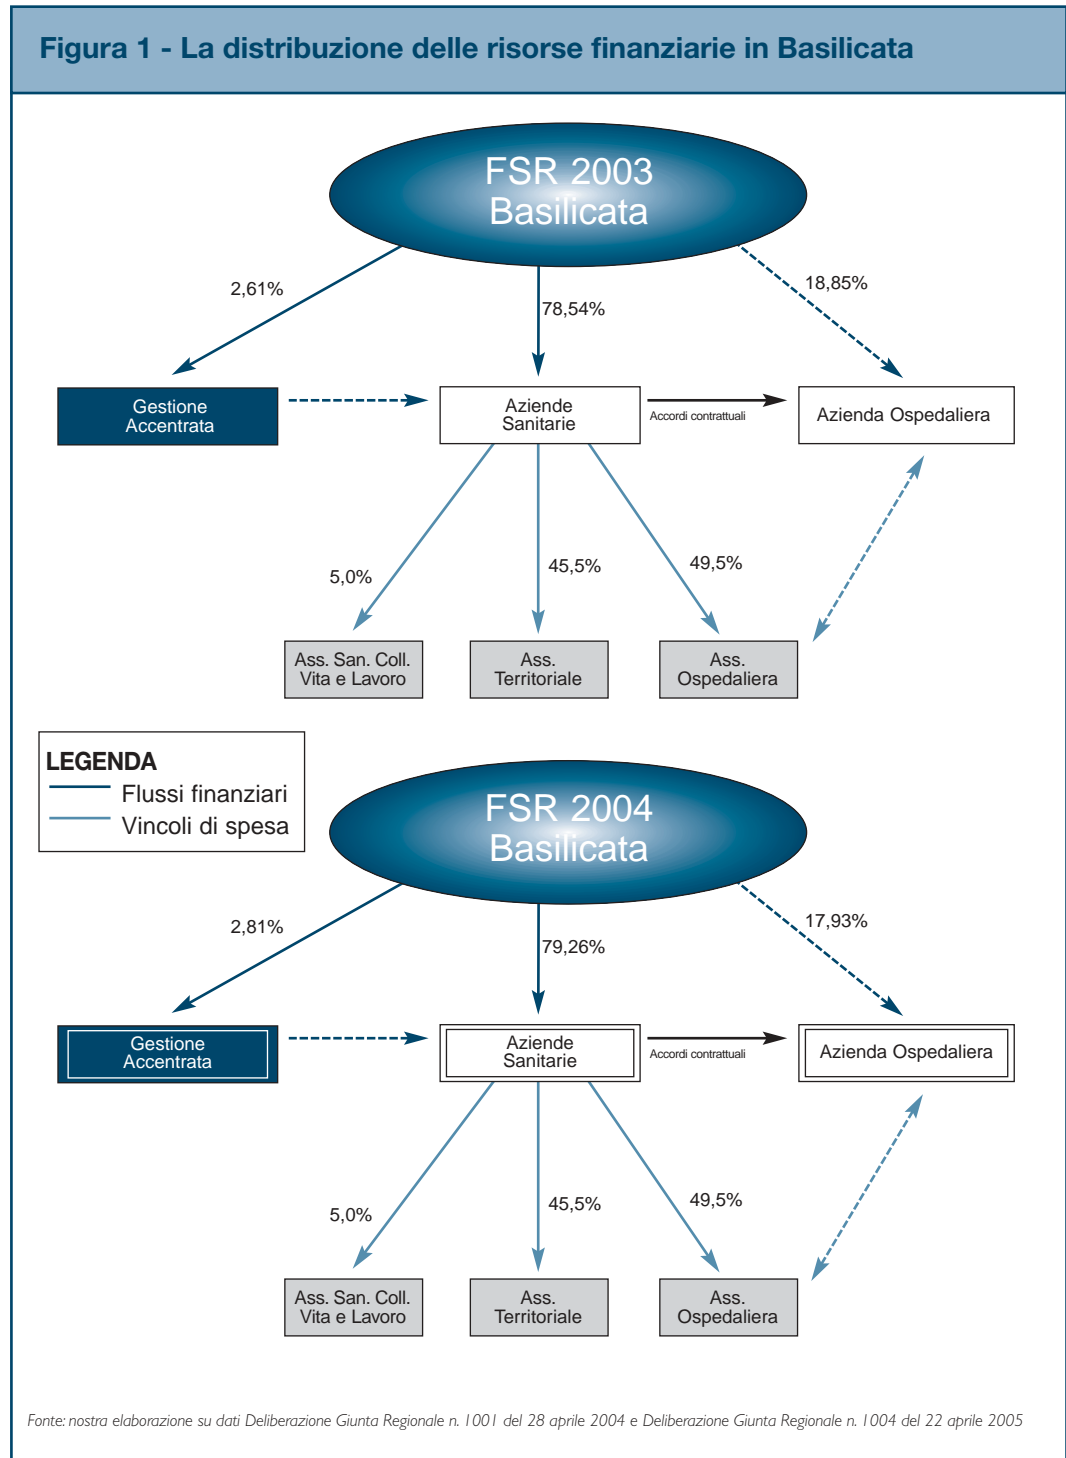 Figura 1 - La distribuzione delle risorse finanziarie in Basilicata
FSR 2003
Basilicata
2,61%
78,54%
18,85%
Gestione
Accentrata
Aziende
Sanitarie
Accordi contrattuali
Azienda Ospedaliera
5,0%
45,5%
49,5%
Ass. San. Coll.
Vita e Lavoro
Ass.
Territoriale
Ass.
Ospedaliera
LEGENDA
Flussi finanziari
Vincoli di spesa
FSR 2004
Basilicata
2,81%
79,26%
17,93%
Gestione
Accentrata
Aziende
Sanitarie
Accordi contrattuali
Azienda Ospedaliera
5,0%
45,5%
49,5%
Ass. San. Coll.
Vita e Lavoro
Ass.
Territoriale
Ass.
Ospedaliera
Fonte: nostra elaborazione su dati Deliberazione Giunta Regionale n. 1001 del 28 aprile 2004 e Deliberazione Giunta Regionale n. 1004 del 22 aprile 2005